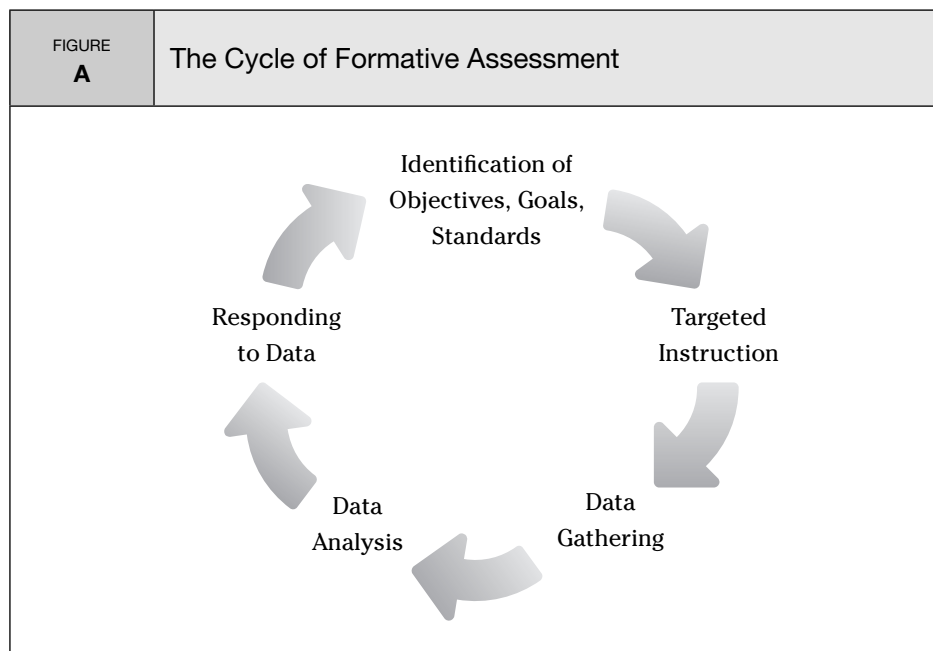 FIGURE
A
The Cycle of Formative Assessment
Identification of
Objectives, Goals,
Standards
Targeted
Instruction
Data
Gathering
Data
Analysis
Responding
to Data